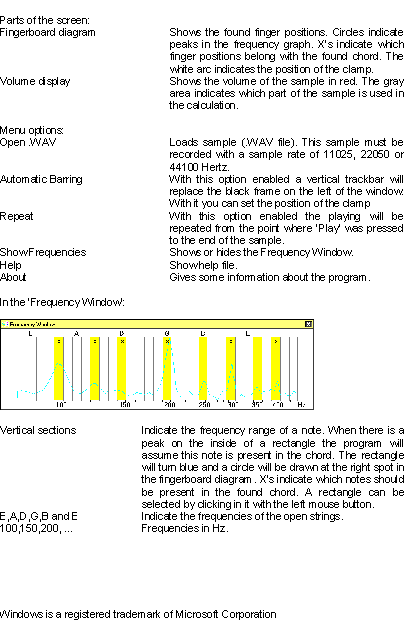 Parts of the screen:
Fingerboard diagram Shows the found finger positions. Circles indicate
peaks in the frequency graph. X's indicate which
finger positions belong with the found chord. The
white arc indicates the position of the clamp.
Volume display Shows the volume of the sample in red. The gray
area indicates which part of the sample is used in
the calculation.
Menu options:
Open .WAV Loads sample (.WAV file). This sample must be
recorded with a sample rate of 11025, 22050 or
44100 Hertz.
Automatic Barring With this option enabled a vertical trackbar will
replace the black frame on the left of the window.
With it you can set the position of the clamp
Repeat With this option enabled the playing will be
repeated from the point where 'Play' was pressed
to the end of the sample.
Show Frequencies Shows or hides the Frequency Window.
Help Show help file.
About Gives some information about the program.
In the 'Frequency Window':
Frequency Window
E A D G
100 150 200 250 300 Hz
Vertical sections Indicate the frequency range of a note. When there is a
peak on the inside of a rectangle the program will
assume this note is present in the chord. The rectangle
will turn blue and a circle will be drawn at the right spot in
the fingerboard diagram. X's indicate which notes should
be present in the found chord. A rectangle can be
selected by clicking in it with the left mouse button.
E,A,D,G,B and E Indicate the frequencies of the open strings.
100,150,200, ... Frequencies in Hz.
Windows is a registered trademark of Microsoft Corporation